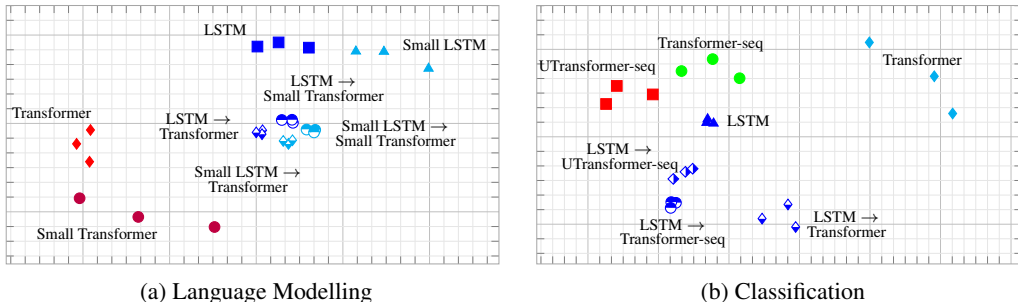 LSTM
Small LSTM
LSTM →
Small Transformer
Transformer
LSTM →
Transformer
Small LSTM →
Small Transformer
Small LSTM →
Transformer
Small Transformer
(a) Language Modelling
Transformer-seq
Transformer
UTransformer-seq
LSTM
LSTM →
UTransformer-seq
LSTM →
Transformer-seq
LSTM →
Transformer
(b) Classification